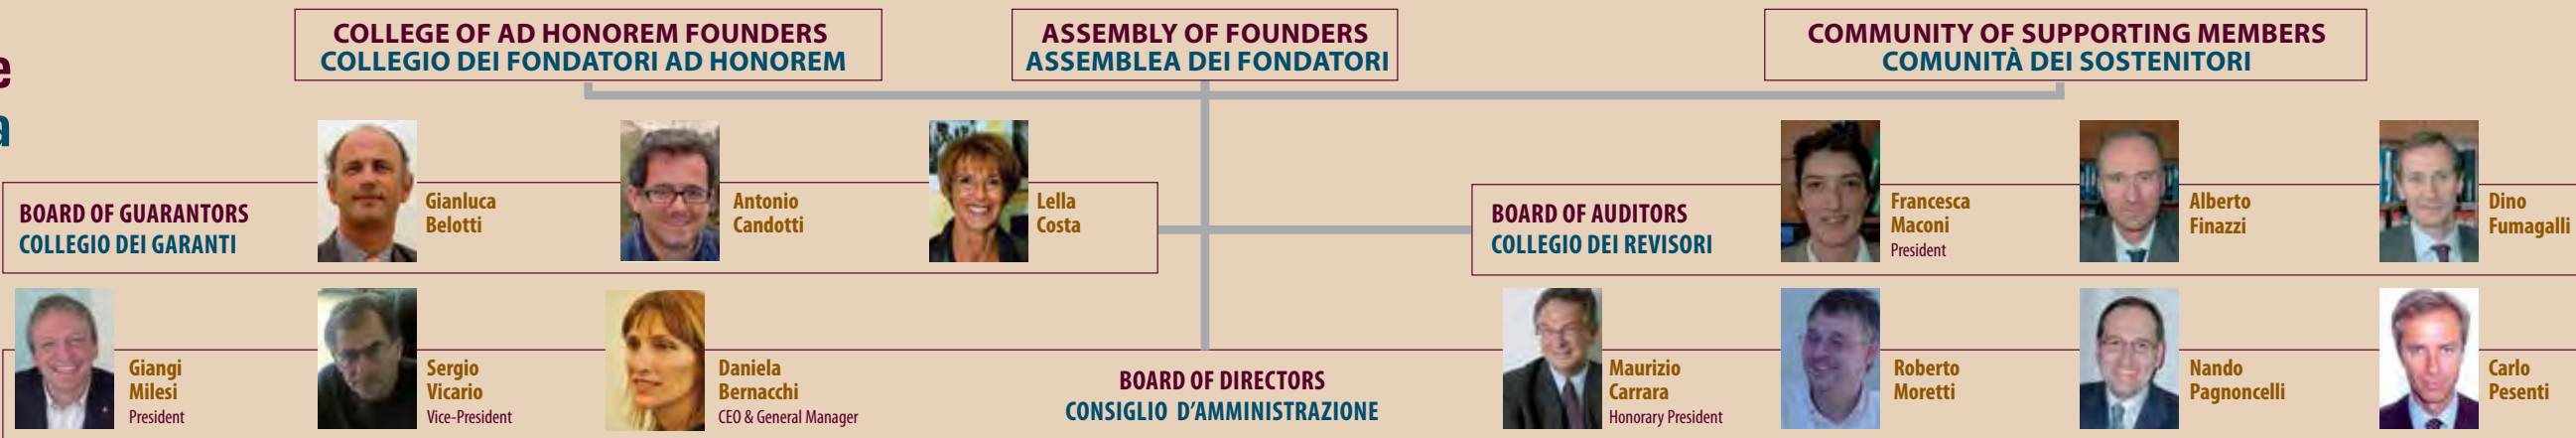 e
a
COLLEGE OF AD HONOREM FOUNDERS
COLLEGIO DEI FONDATORI AD HONOREM
ASSEMBLY OF FOUNDERS
ASSEMBLEA DEI FONDATORI
COMMUNITY OF SUPPORTING MEMBERS
COMUNITÀ DEI SOSTENITORI
BOARD OF GUARANTORS
COLLEGIO DEI GARANTI
Gianluca
Belotti
Antonio
Candotti
Lella
Costa
BOARD OF AUDITORS
COLLEGIO DEI REVISORI
Francesca
Maconi
President
Alberto
Finazzi
Dino
Fumagalli
Giangi
Milesi
President
Sergio
Vicario
Vice-President
Daniela
Bernacchi
CEO & General Manager
BOARD OF DIRECTORS
CONSIGLIO D'AMMINISTRAZIONE
Maurizio
Carrara
Honorary President
Roberto
Moretti
Nando
Pagnoncelli
Carlo
Pesenti